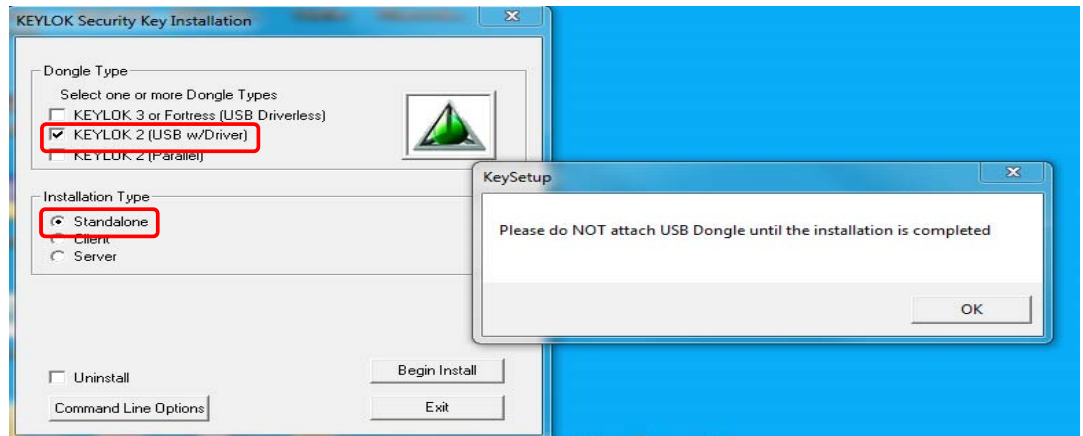 KEYLOK Security Key Installation
Dongle Type
Select one or more Dongle Types
KEYLOK 3 or Fortress (USB Driverless)
KEYLOK 2 (USB w/Driver)
KEYLOK 2 (Parallel)
Installation Type
Standalone
Client
Server
Uninstall
Begin Install
Command Line Options
Exit
KeySetup
Please do NOT attach USB Dongle until the installation is completed
OK